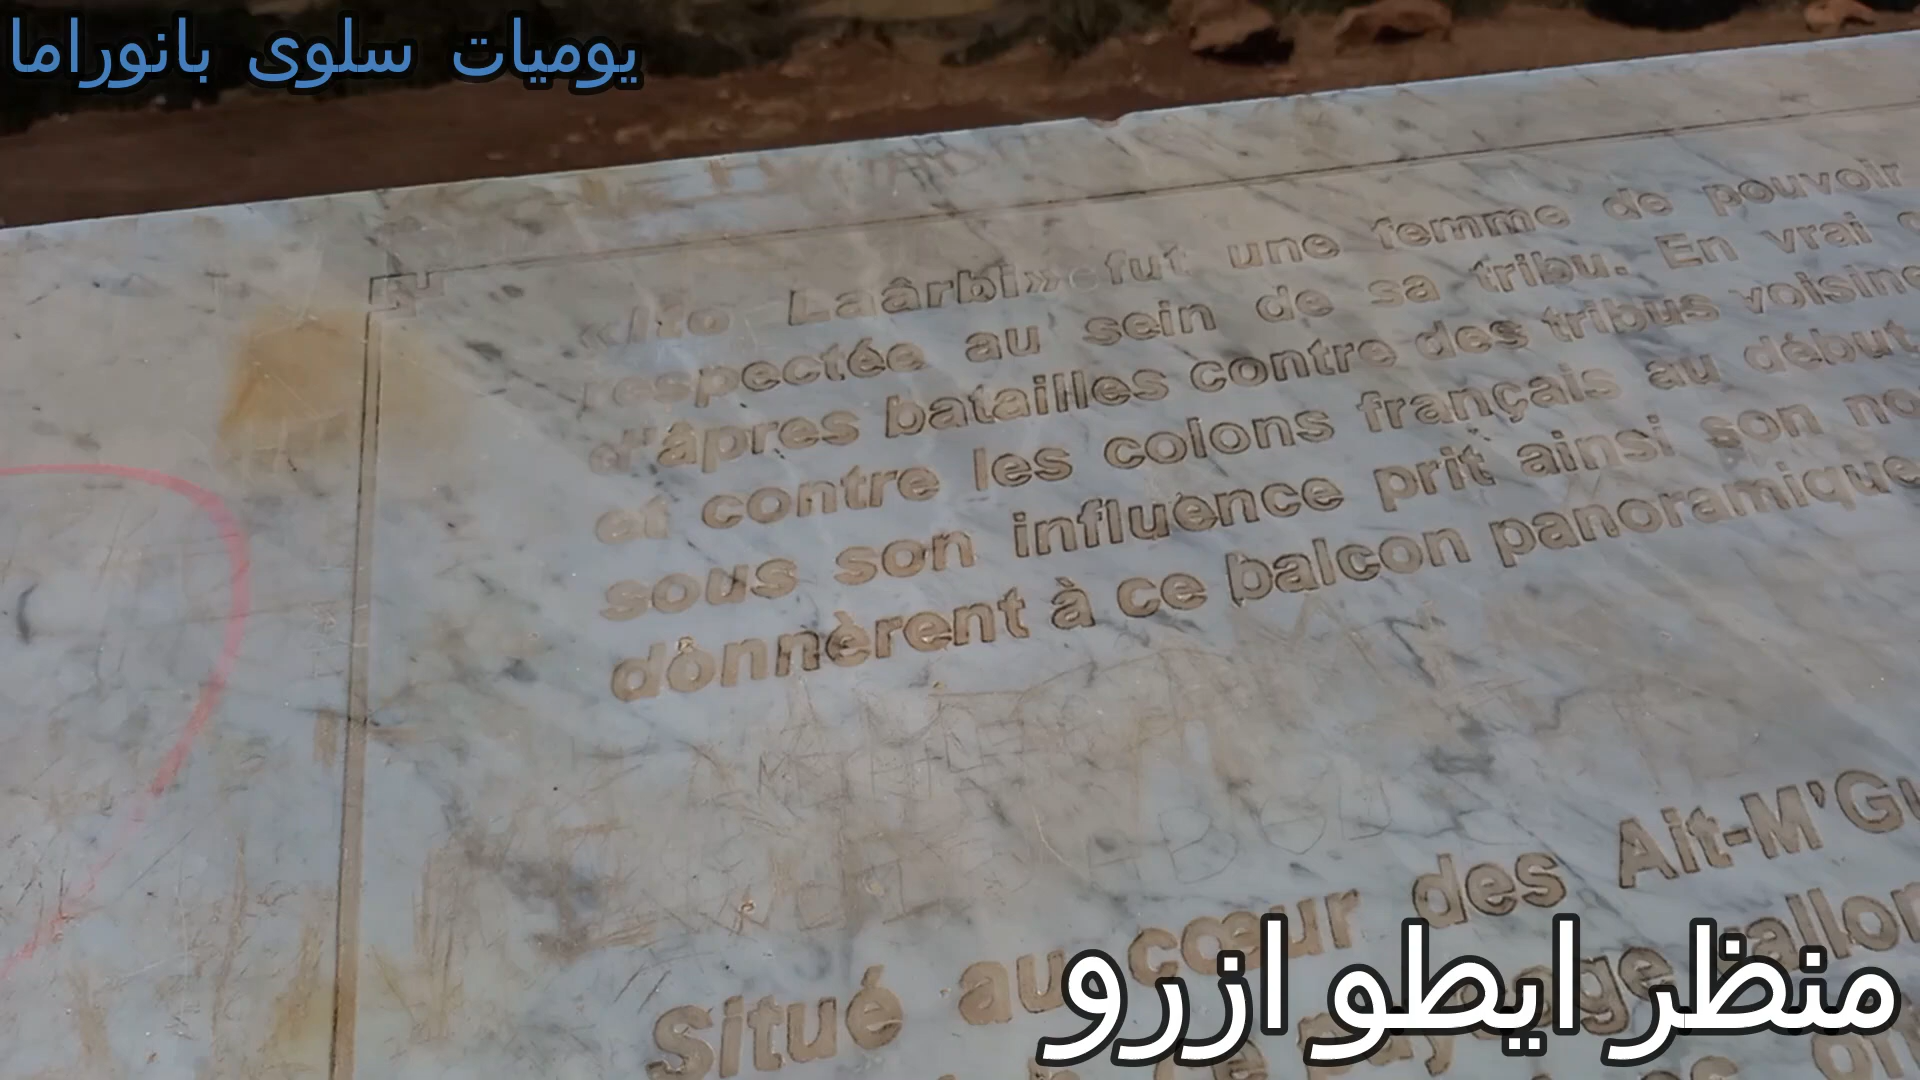 يوميات سلوى بانوراما
«Ito Laârbi» fut une femme de pouvoir
respectée au sein de sa tribu. En vrai
d'âpres batailles contre des tribus
et contre les colons français au début
sous son influence prit ainsi son
donnèrent à ce balcon panoramique
Situé au cœur des Ait-M'Gu
منظر ايطو ازرو